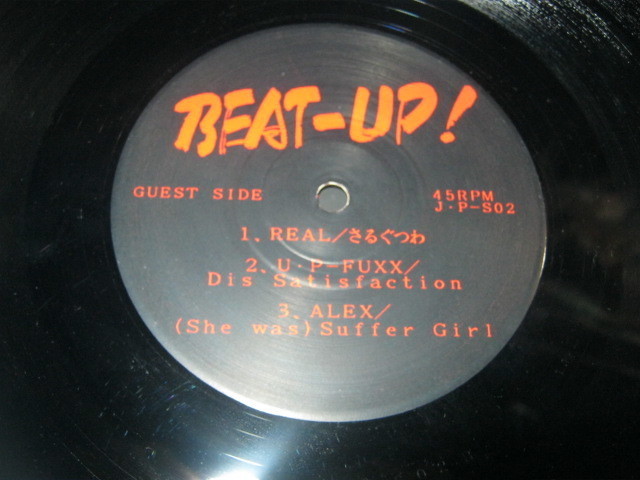 BEAT-UP!
GUEST SIDE
45RPM
J・P-S02
1、REAL／さるぐつわ
2、U・P-FUXX／
Dis Satisfaction
3、ALEX／
(She was)Suffer Girl